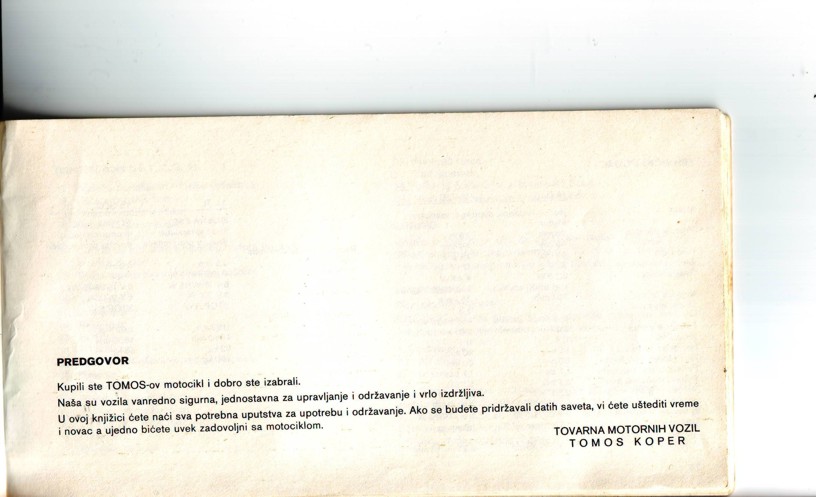 PREDGOVOR
Kupili ste TOMOS-ov motocikl i dobro ste izabrali.
Naša su vozila vanredno sigurna, jednostavna za upravljanje i održavanje i vrlo izdržljiva.
U ovoj knjižici ćete naći sva potrebna uputstva za upotrebu i održavanje. Ako se budete pridržavali datih saveta, vi ćete uštediti vreme
i novac a ujedno bićete uvek zadovoljni sa motociklom.
TOVARNA MOTORNIH VOZIL
TOMOS KOPER